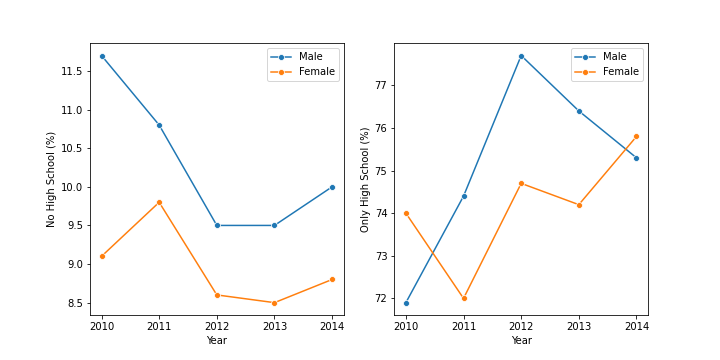 No High School (%)
11.5
11.0
10.5
10.0
9.5
9.0
8.5
2010 2011 2012 2013 2014
Year
Male
Female
Only High School (%)
77
76
75
74
73
72
2010 2011 2012 2013 2014
Year
Male
Female